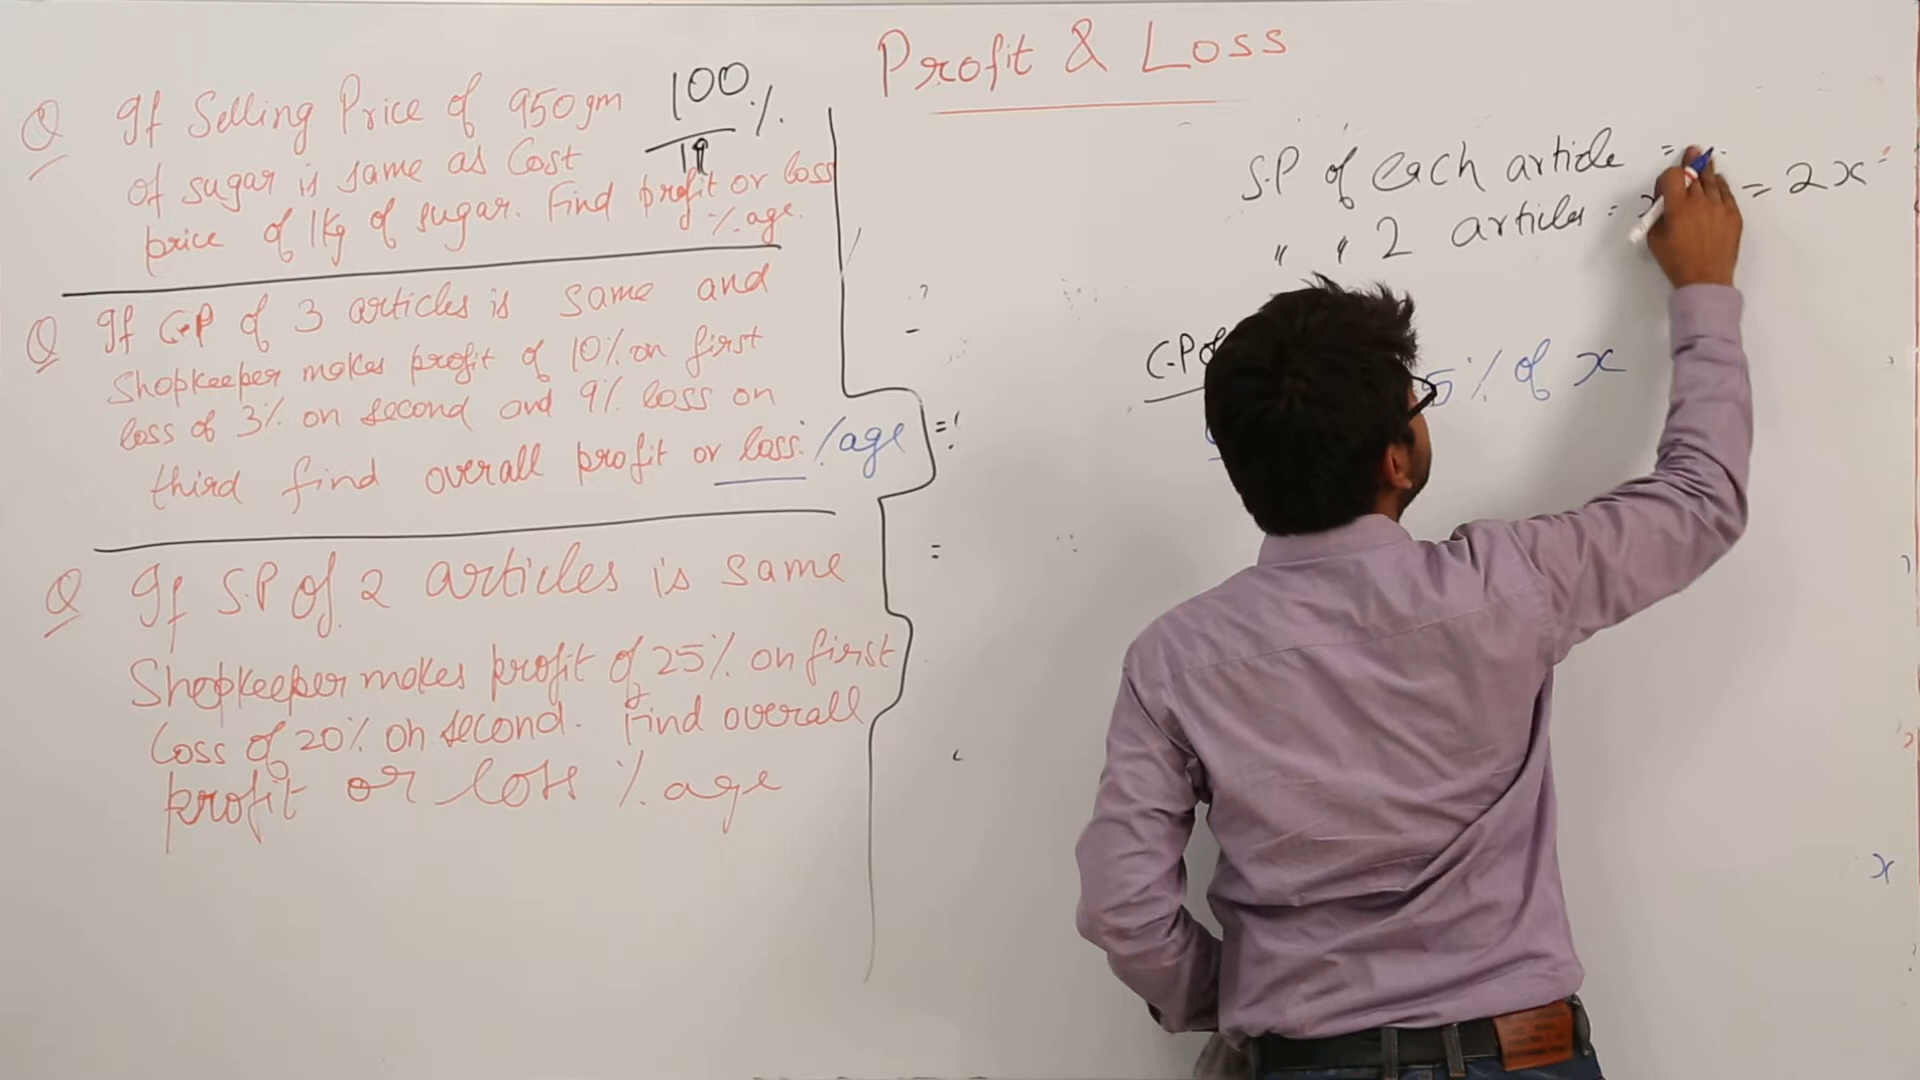 Profit & Loss
Q If Selling Price of 950gm
of sugar is same as Cost
price of 1Kg of sugar. Find profit or loss
%age.
100/19 %
Q If C.P of 3 articles is same and
Shopkeeper makes profit of 10% on first
loss of 3% on second and 9% loss on
third find overall profit or loss %age
Q If S.P of 2 articles is same
Shopkeeper makes profit of 25% on first
Loss of 20% on second. Find overall
profit or loss %age
S.P of each article =
" " 2 articles = = 2x
C.P of
5% of x
x